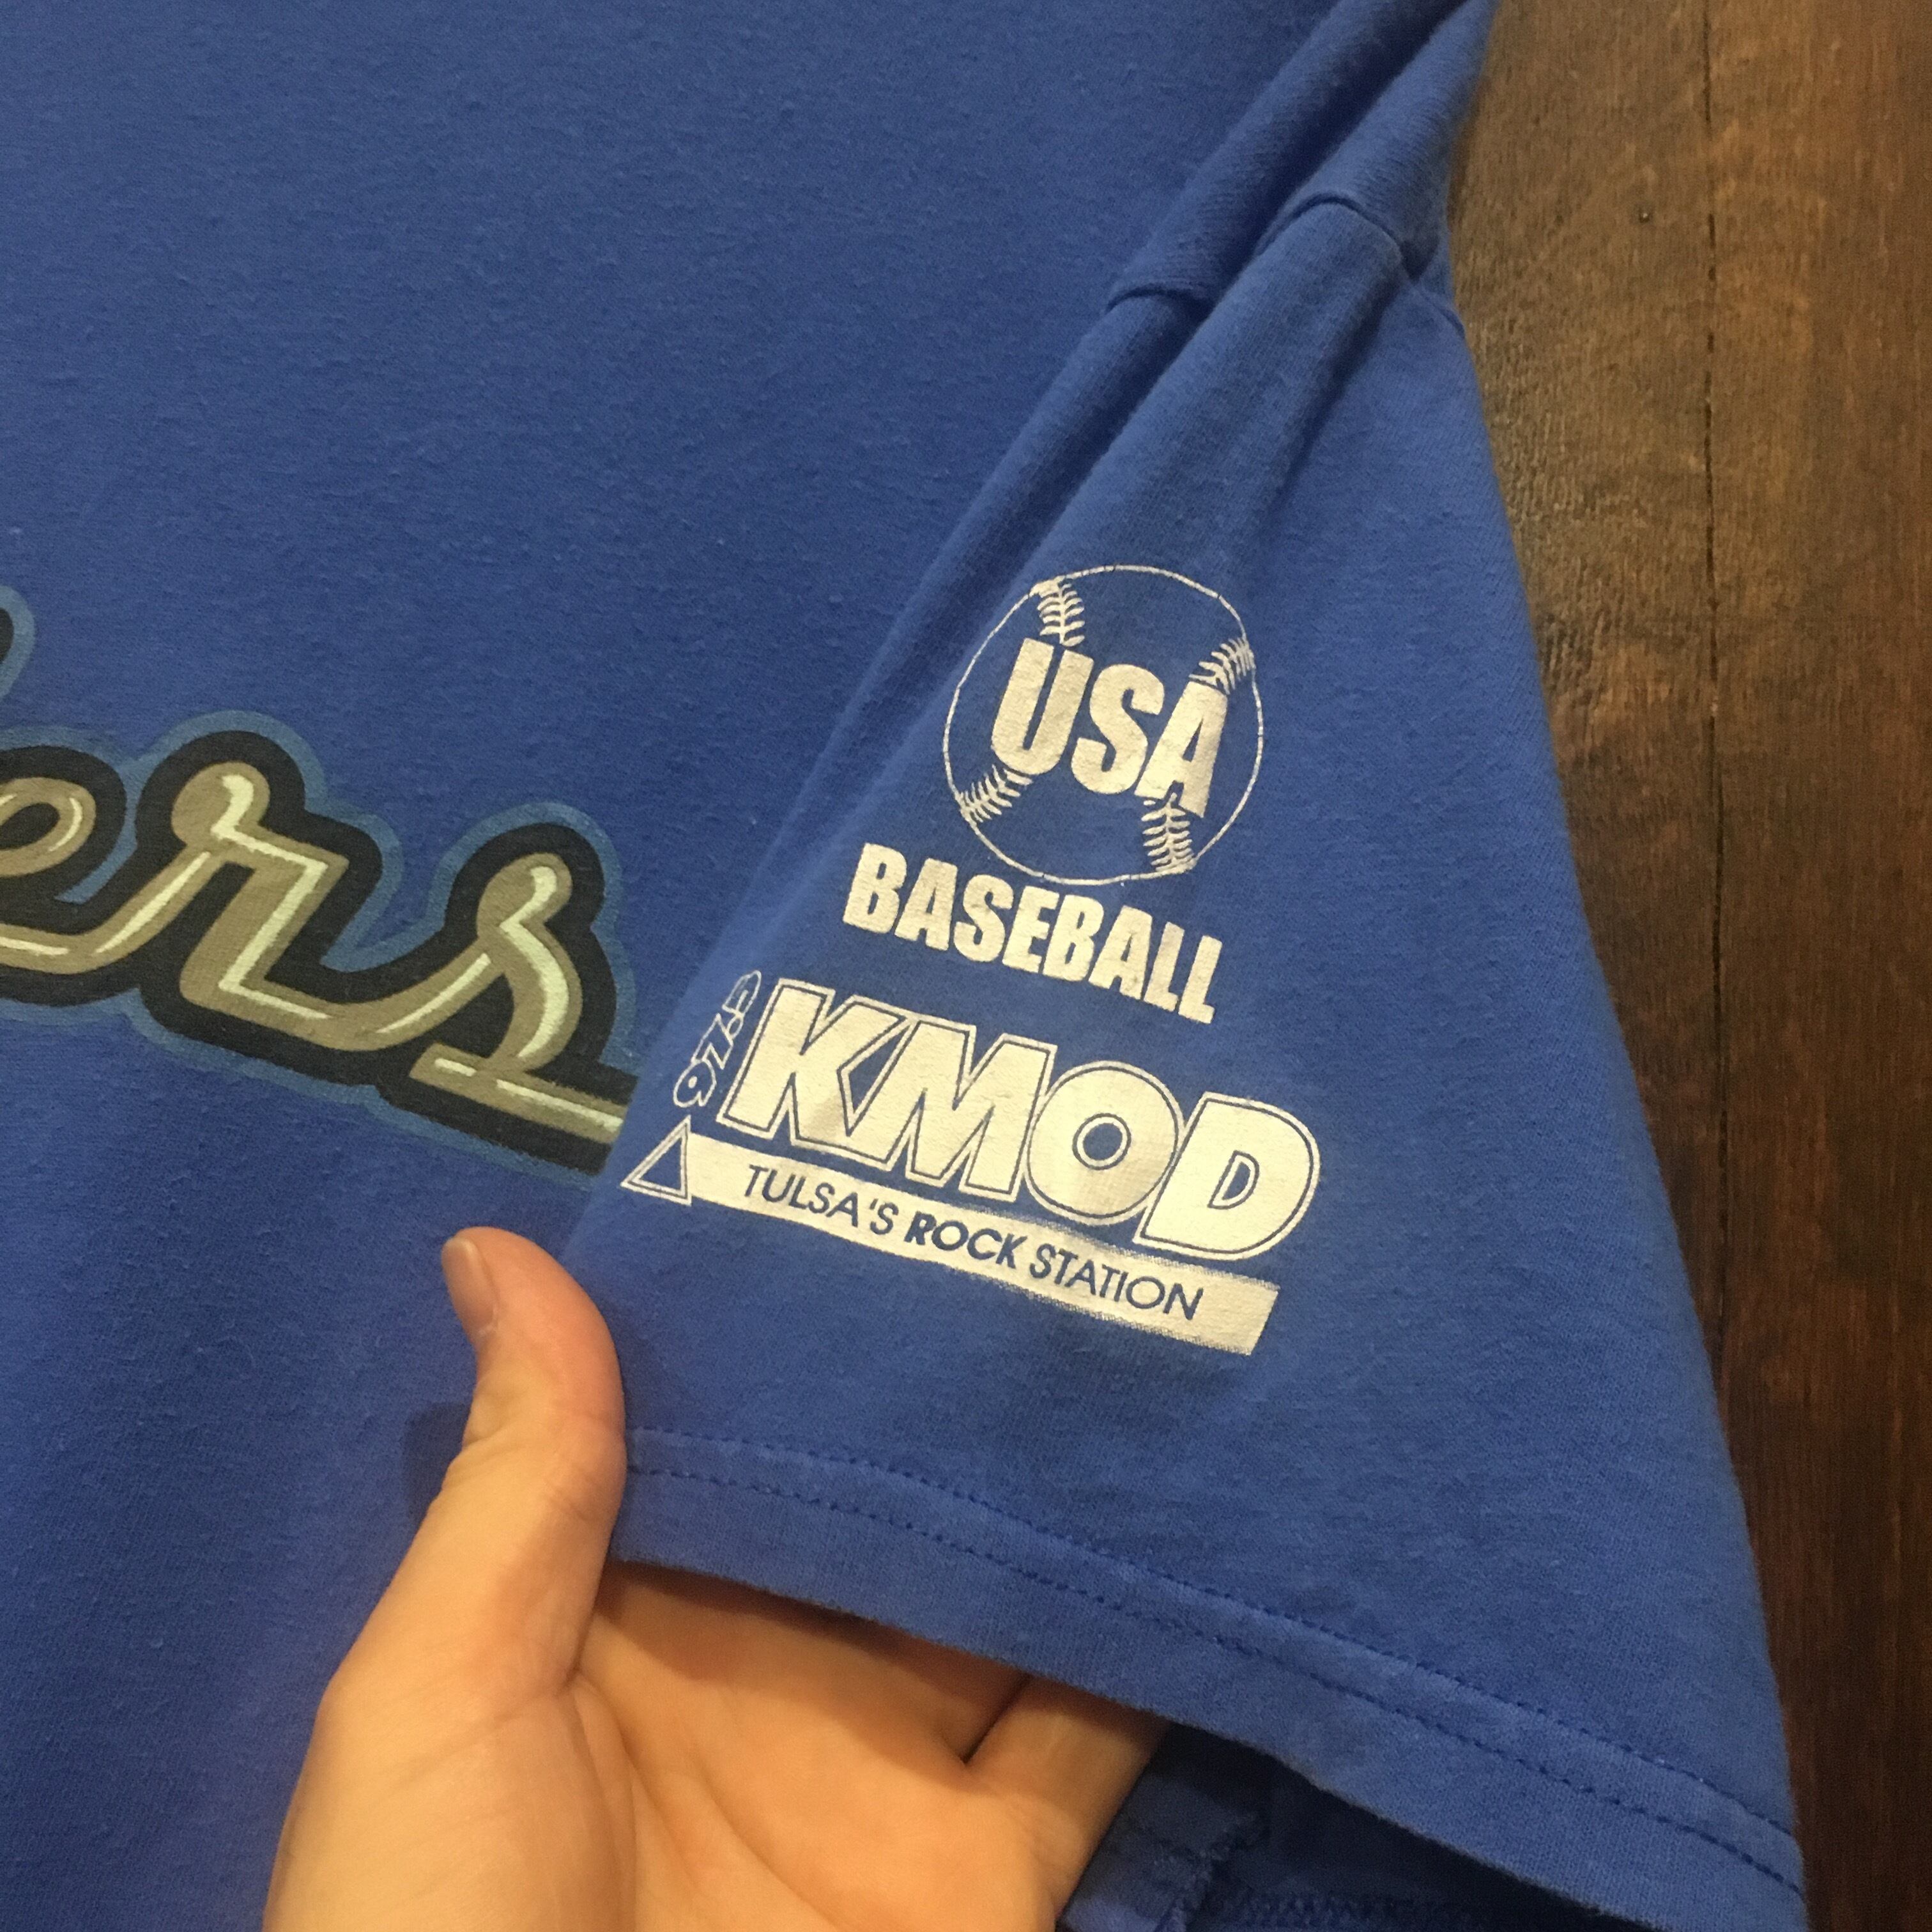 ers
USA
BASEBALL
97.5
KMOD
TULSA'S ROCK STATION